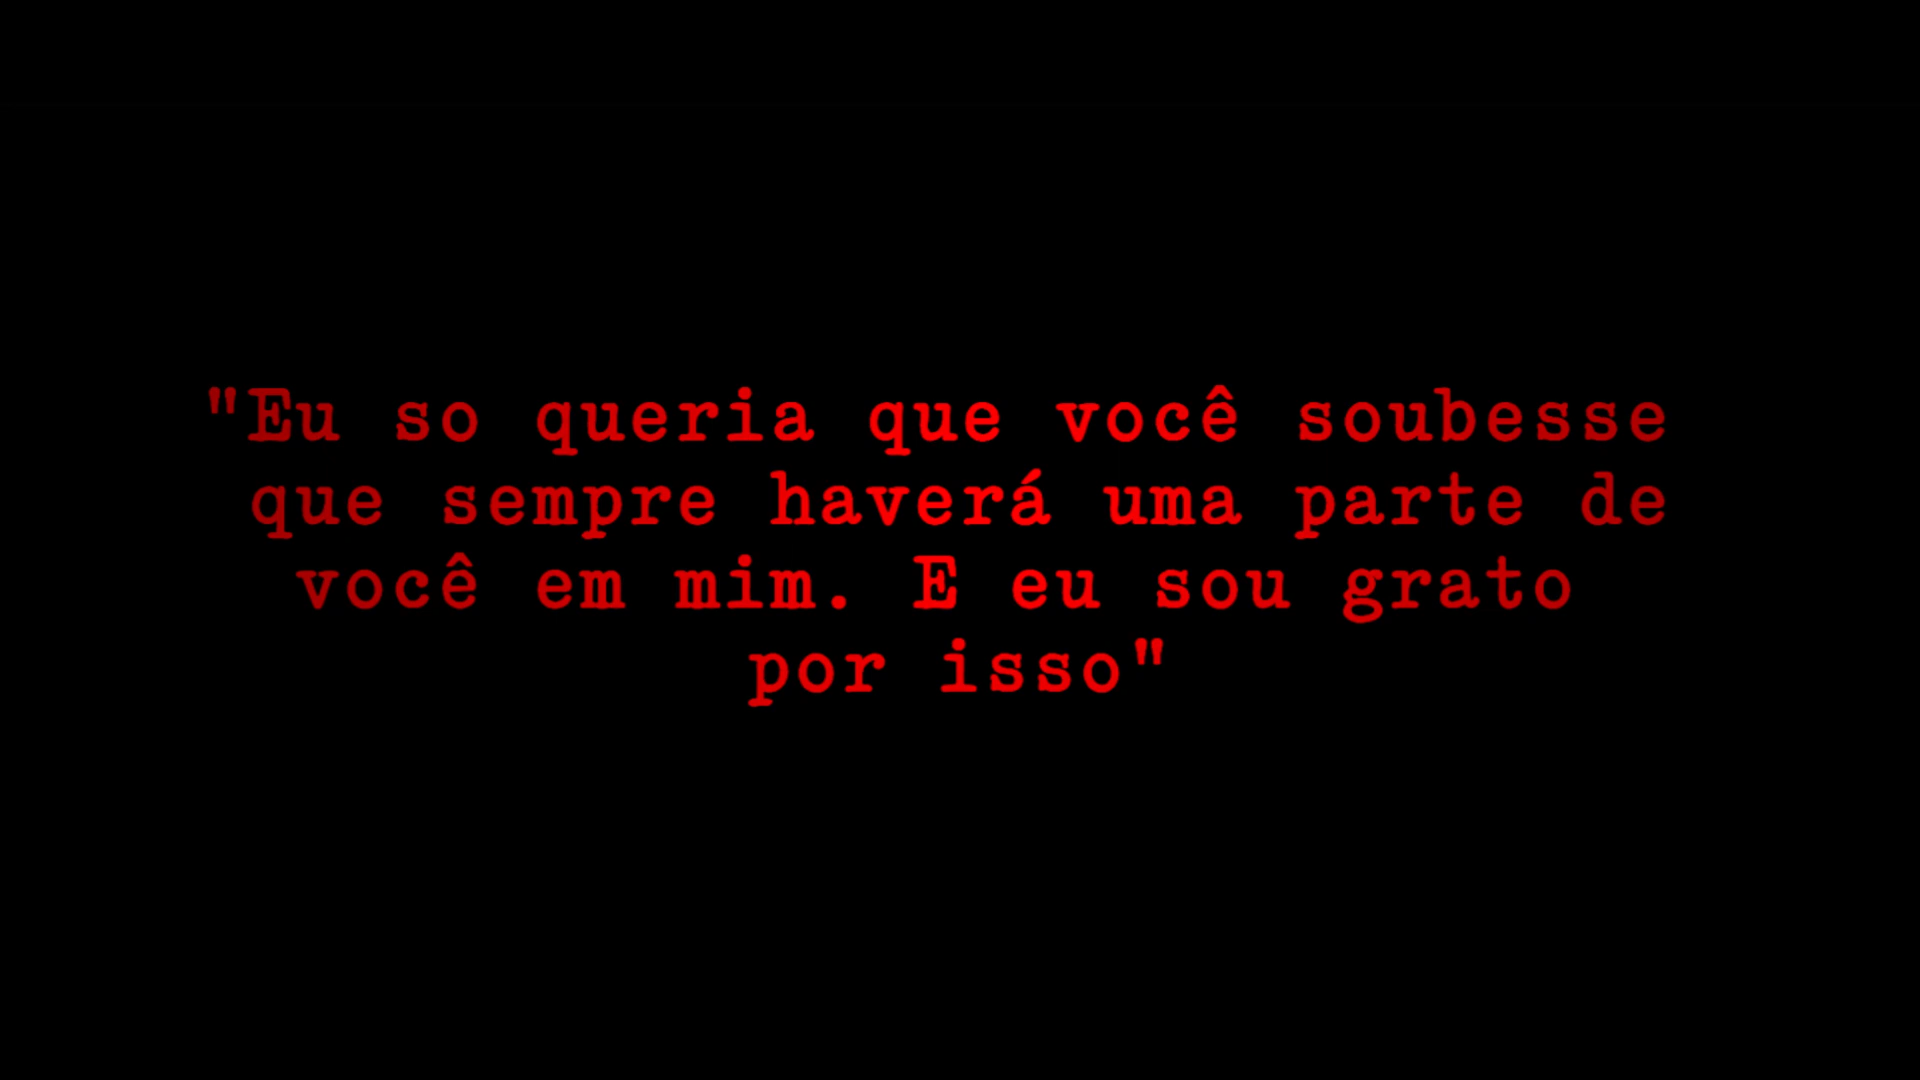 "Eu so queria que você soubesse
que sempre haverá uma parte de
você em mim. E eu sou grato
por isso"